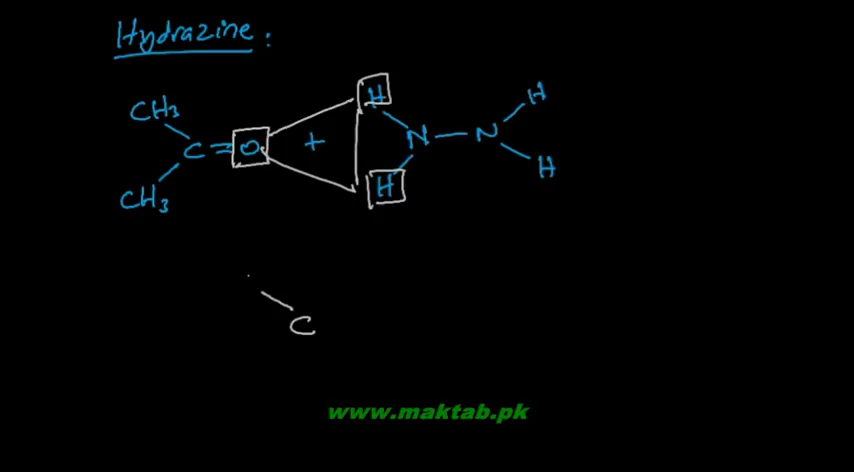 Hydrazine :
CH3
C = O + H
H
N — N
H
H
CH3
C
www.maktab.pk